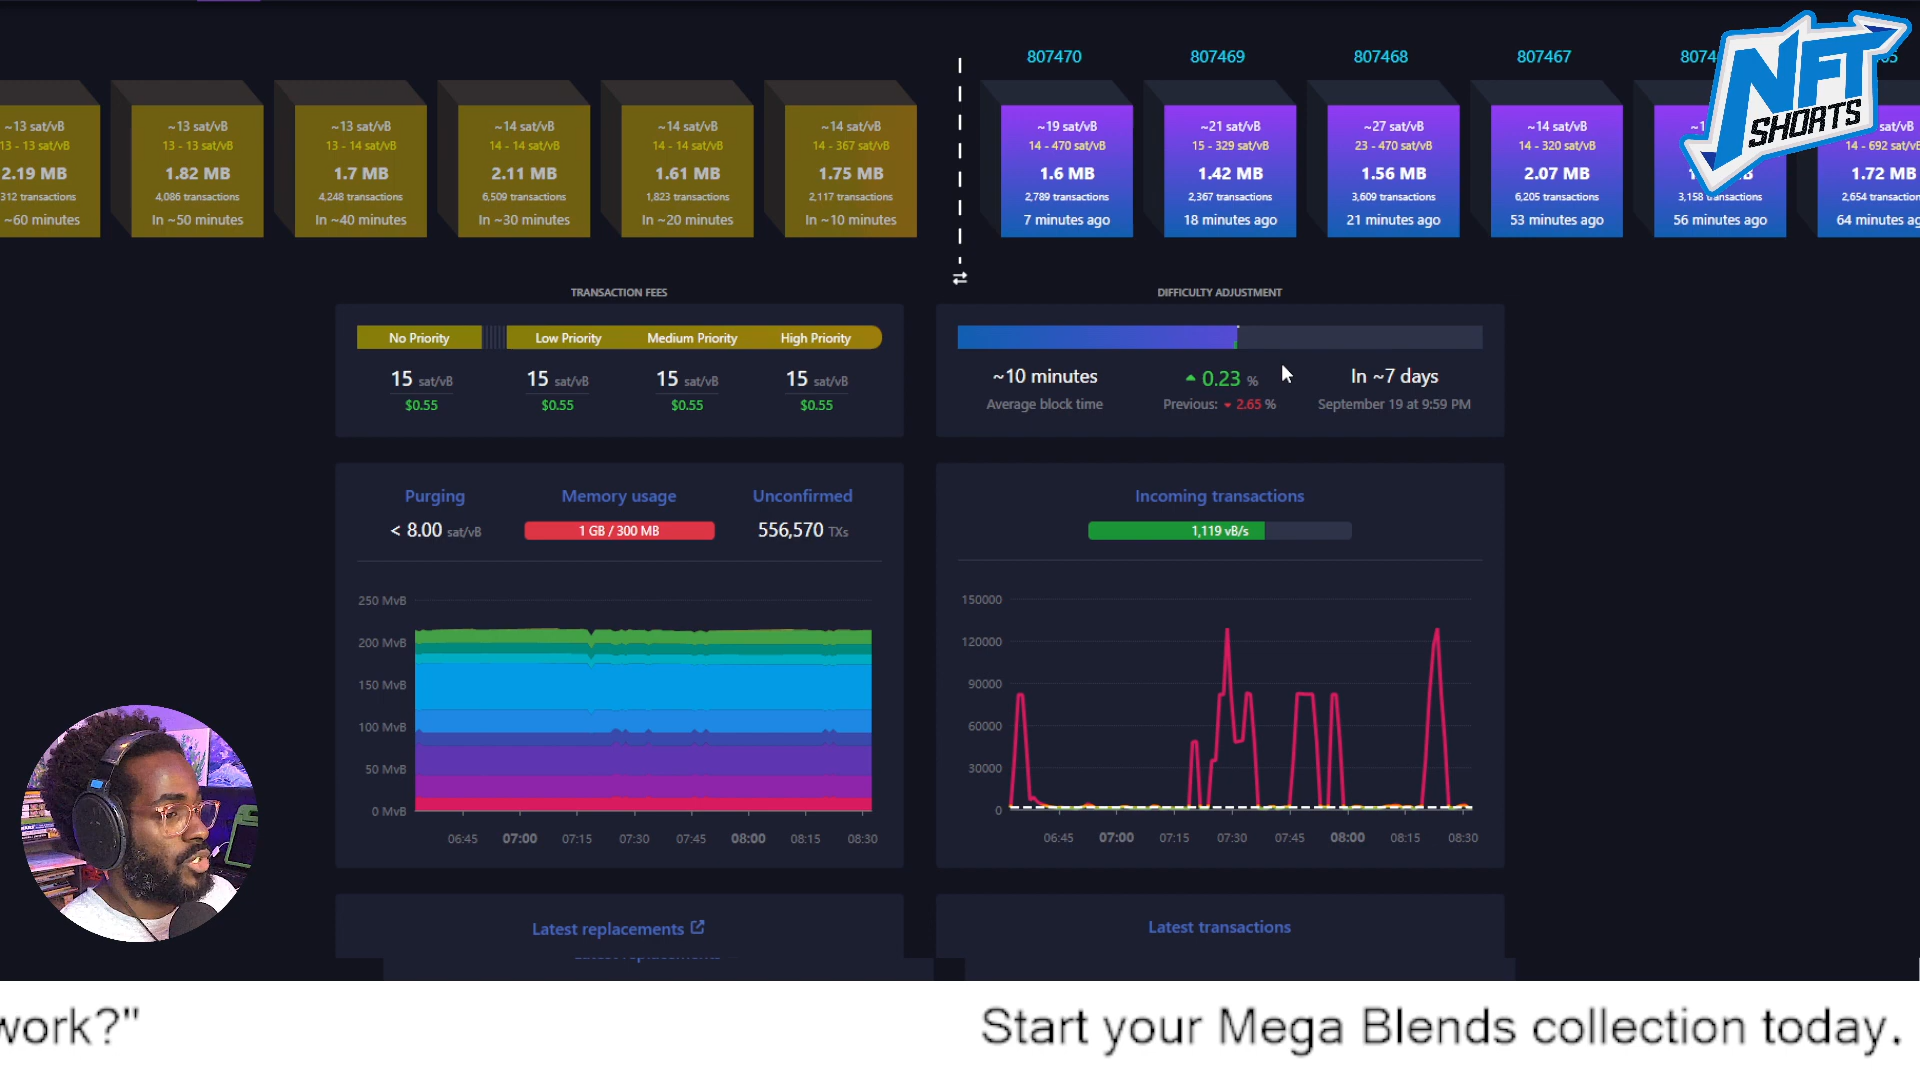 807470
807469
807468
807467
NFT
SHORTS
~13 sat/vB
13 - 13 sat/vB
2.19 MB
312 transactions
~60 minutes
~13 sat/vB
13 - 13 sat/vB
1.82 MB
4,086 transactions
In ~50 minutes
~13 sat/vB
13 - 14 sat/vB
1.7 MB
4,248 transactions
In ~40 minutes
~14 sat/vB
14 - 14 sat/vB
2.11 MB
6,509 transactions
In ~30 minutes
~14 sat/vB
14 - 14 sat/vB
1.61 MB
1,823 transactions
In ~20 minutes
~14 sat/vB
14 - 367 sat/vB
1.75 MB
2,117 transactions
In ~10 minutes
~19 sat/vB
14 - 470 sat/vB
1.6 MB
2,789 transactions
7 minutes ago
~21 sat/vB
15 - 329 sat/vB
1.42 MB
2,367 transactions
18 minutes ago
~27 sat/vB
23 - 470 sat/vB
1.56 MB
3,609 transactions
21 minutes ago
~14 sat/vB
14 - 320 sat/vB
2.07 MB
6,205 transactions
53 minutes ago
3,158 transactions
56 minutes ago
sat/vB
14 - 692 sat/vB
1.72 MB
2,654 transactions
64 minutes ag
TRANSACTION FEES
No Priority
Low Priority
Medium Priority
High Priority
15 sat/vB
15 sat/vB
15 sat/vB
15 sat/vB
$0.55
$0.55
$0.55
$0.55
DIFFICULTY ADJUSTMENT
~10 minutes
0.23 %
In ~7 days
Average block time
Previous: 2.65 %
September 19 at 9:59 PM
Purging
Memory usage
Unconfirmed
< 8.00 sat/vB
1 GB / 300 MB
556,570 TXs
250 MvB
200 MvB
150 MvB
100 MvB
50 MvB
0 MvB
06:45
07:00
07:15
07:30
07:45
08:00
08:15
08:30
Incoming transactions
1,119 vB/s
150000
120000
90000
60000
30000
0
06:45
07:00
07:15
07:30
07:45
08:00
08:15
08:30
Latest replacements
Latest transactions
work?"
Start your Mega Blends collection today.